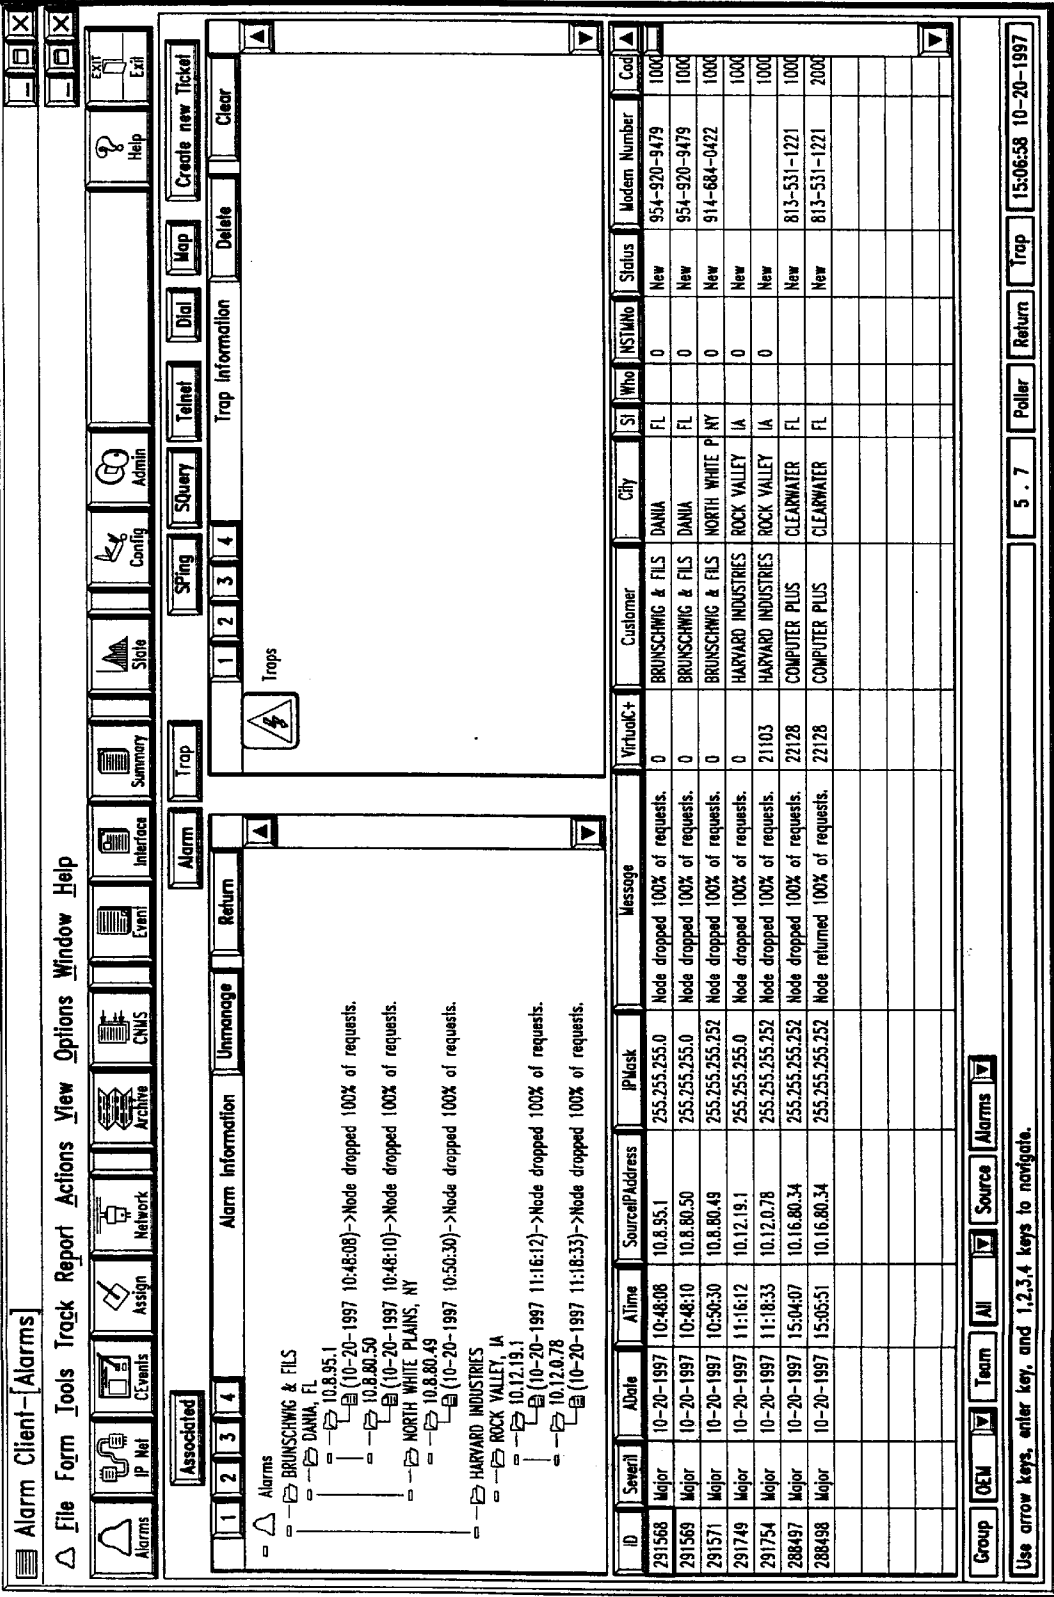 Alarm Client-[Alarms]
File Form Tools Track Report Actions View Options Window Help
Alarms IP Net CEvents Assign Network Archive CNMS Event Interface Summary State Config Admin Help EXIT Exit
Associated Alarm Trap SPing SQuery Telnet Dial Map Create new Ticket
1 2 3 4 Alarm Information Unmanage Return
Alarms
BRUNSCHWIG & FILS
DANIA, FL
10.8.95.1
(10-20-1997 10:48:08)->Node dropped 100% of requests.
10.8.80.50
(10-20-1997 10:48:10)->Node dropped 100% of requests.
NORTH WHITE PLAINS, NY
10.8.80.49
(10-20-1997 10:50:30)->Node dropped 100% of requests.
HARVARD INDUSTRIES
ROCK VALLEY, IA
10.12.19.1
(10-20-1997 11:16:12)->Node dropped 100% of requests.
10.12.0.78
(10-20-1997 11:18:33)->Node dropped 100% of requests.
1 2 3 4 Trap Information Delete Clear
Traps
ID Severit ADate ATime SourceIPAddress IPMask Message VirtualC+ Customer City St Who NSTMNo Status Modem Number Cod
291568 Major 10-20-1997 10:48:08 10.8.95.1 255.255.255.0 Node dropped 100% of requests. 0 BRUNSCHWIG & FILS DANIA FL 0 New 954-920-9479 1000
291569 Major 10-20-1997 10:48:10 10.8.80.50 255.255.255.0 Node dropped 100% of requests. 0 BRUNSCHWIG & FILS DANIA FL 0 New 954-920-9479 1000
291571 Major 10-20-1997 10:50:30 10.8.80.49 255.255.255.252 Node dropped 100% of requests. 0 BRUNSCHWIG & FILS NORTH WHITE P NY 0 New 914-684-0422 1000
291749 Major 10-20-1997 11:16:12 10.12.19.1 255.255.255.0 Node dropped 100% of requests. 0 HARVARD INDUSTRIES ROCK VALLEY IA 0 New 1000
291754 Major 10-20-1997 11:18:33 10.12.0.78 255.255.255.252 Node dropped 100% of requests. 21103 HARVARD INDUSTRIES ROCK VALLEY IA 0 New 1000
288497 Major 10-20-1997 15:04:07 10.16.80.34 255.255.255.252 Node dropped 100% of requests. 22128 COMPUTER PLUS CLEARWATER FL New 813-531-1221 1000
288498 Major 10-20-1997 15:05:51 10.16.80.34 255.255.255.252 Node returned 100% of requests. 22128 COMPUTER PLUS CLEARWATER FL New 813-531-1221 2000
Group OEM Team All Source Alarms
Use arrow keys, enter key, and 1,2,3,4 keys to navigate. 5 . 7 Poller Return Trap 15:06:58 10-20-1997